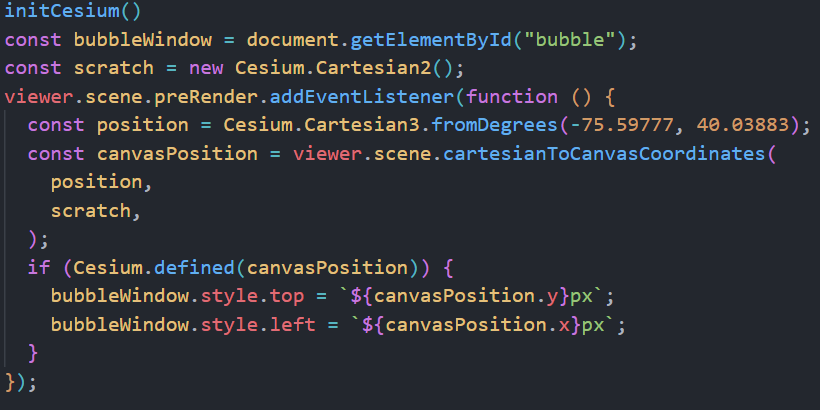 initCesium()
const bubbleWindow = document.getElementById("bubble");
const scratch = new Cesium.Cartesian2();
viewer.scene.preRender.addEventListener(function () {
  const position = Cesium.Cartesian3.fromDegrees(-75.59777, 40.03883);
  const canvasPosition = viewer.scene.cartesianToCanvasCoordinates(
    position,
    scratch,
  );
  if (Cesium.defined(canvasPosition)) {
    bubbleWindow.style.top = `${canvasPosition.y}px`;
    bubbleWindow.style.left = `${canvasPosition.x}px`;
  }
});